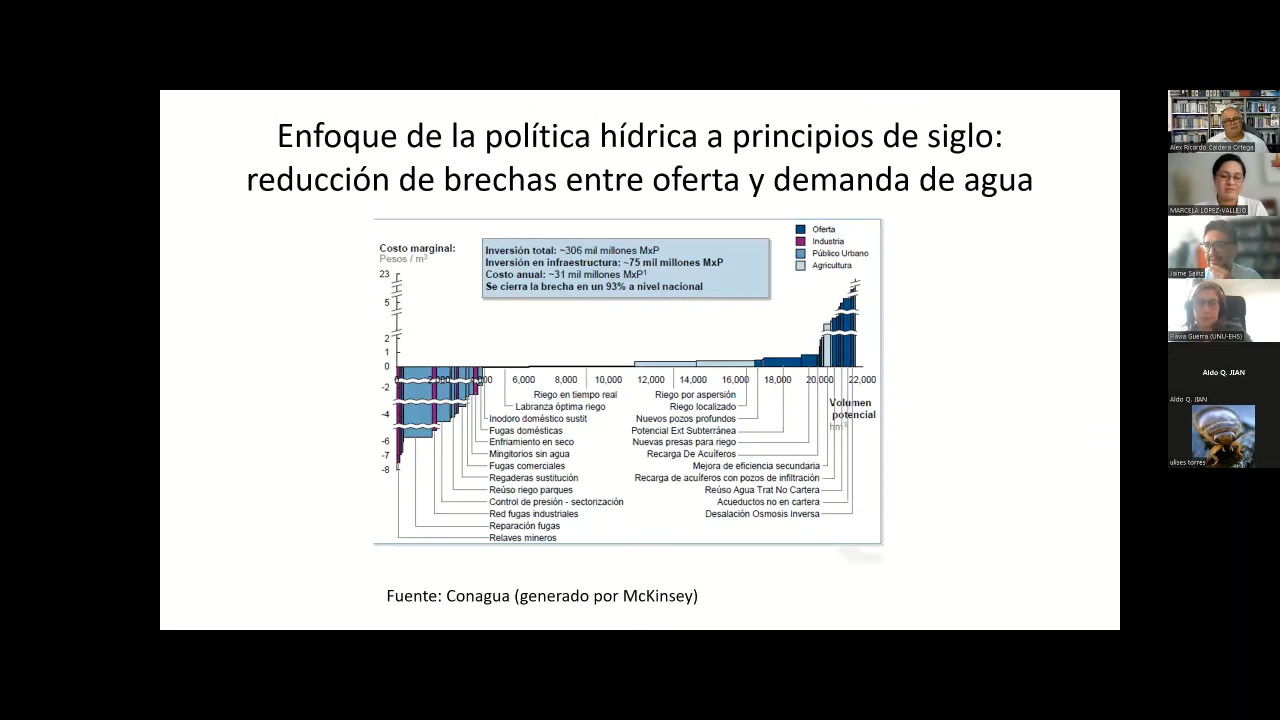 Enfoque de la política hídrica a principios de siglo:
reducción de brechas entre oferta y demanda de agua
Costo marginal:
Pesos / m³
Inversión total: ~306 mil millones MxP
Inversión en infraestructura: ~75 mil millones MxP
Costo anual: ~31 mil millones MxP¹
Se cierra la brecha en un 93% a nivel nacional
Oferta
Industria
Público Urbano
Agricultura
23
5
2
1
0
-2
-4
-6
-7
-8
6,000 8,000 10,000 12,000 14,000 16,000 18,000 20,000 22,000
Volumen
potencial
hm³
Riego en tiempo real
Labranza óptima riego
Inodoro doméstico sustit
Fugas domésticas
Enfriamiento en seco
Mingitorios sin agua
Fugas comerciales
Regaderas sustitución
Reúso riego parques
Control de presión - sectorización
Red fugas industriales
Reparación fugas
Relaves mineros
Riego por aspersión
Riego localizado
Nuevos pozos profundos
Potencial Ext Subterránea
Nuevas presas para riego
Recarga De Acuíferos
Mejora de eficiencia secundaria
Recarga de acuíferos con pozos de infiltración
Reúso Agua Trat No Cartera
Acueductos no en cartera
Desalación Osmosis Inversa
Fuente: Conagua (generado por McKinsey)
Alex Ricardo Caldera Ortega
MARCELA LOPEZ-VALLEJO
Jaime Sainz
Flavia Guerra (UNU-EHS)
Aldo Q. JIAN
Aldo Q. JIAN
ulises torres